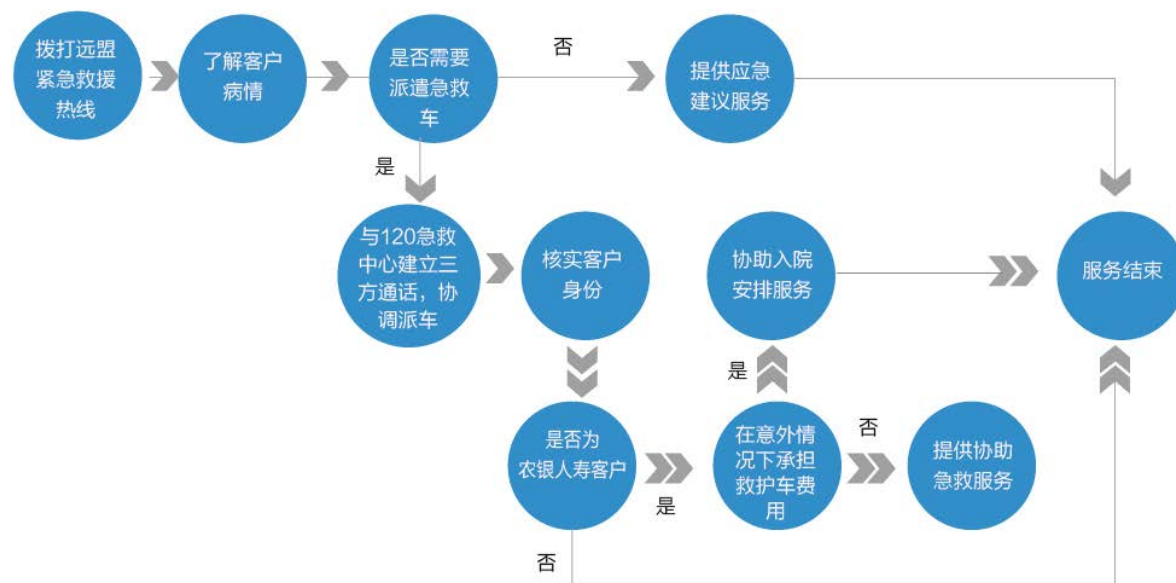 拨打远盟
紧急救援
热线
了解客户
病情
是否需要
派遣急救
车
否
提供应急
建议服务
是
与120急救
中心建立三
方通话，协
调派车
核实客户
身份
协助入院
安排服务
服务结束
是
是否为
农银人寿客户
是
在意外情
况下承担
救护车费
用
否
提供协助
急救服务
否